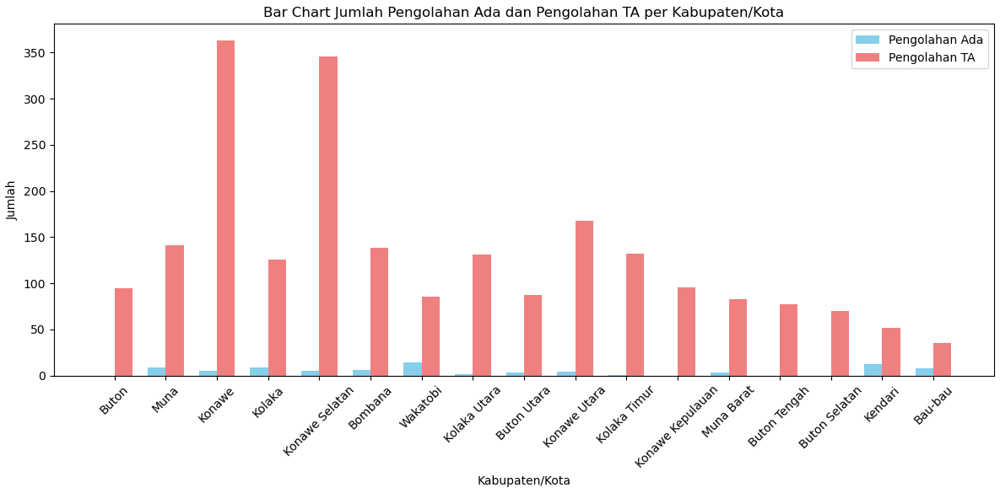 Bar Chart Jumlah Pengolahan Ada dan Pengolahan TA per Kabupaten/Kota
Pengolahan Ada
Pengolahan TA
Jumlah
350
300
250
200
150
100
50
0
Buton
Muna
Konawe
Kolaka
Konawe Selatan
Bombana
Wakatobi
Kolaka Utara
Buton Utara
Konawe Utara
Kolaka Timur
Konawe Kepulauan
Muna Barat
Buton Tengah
Buton Selatan
Kendari
Bau-bau
Kabupaten/Kota